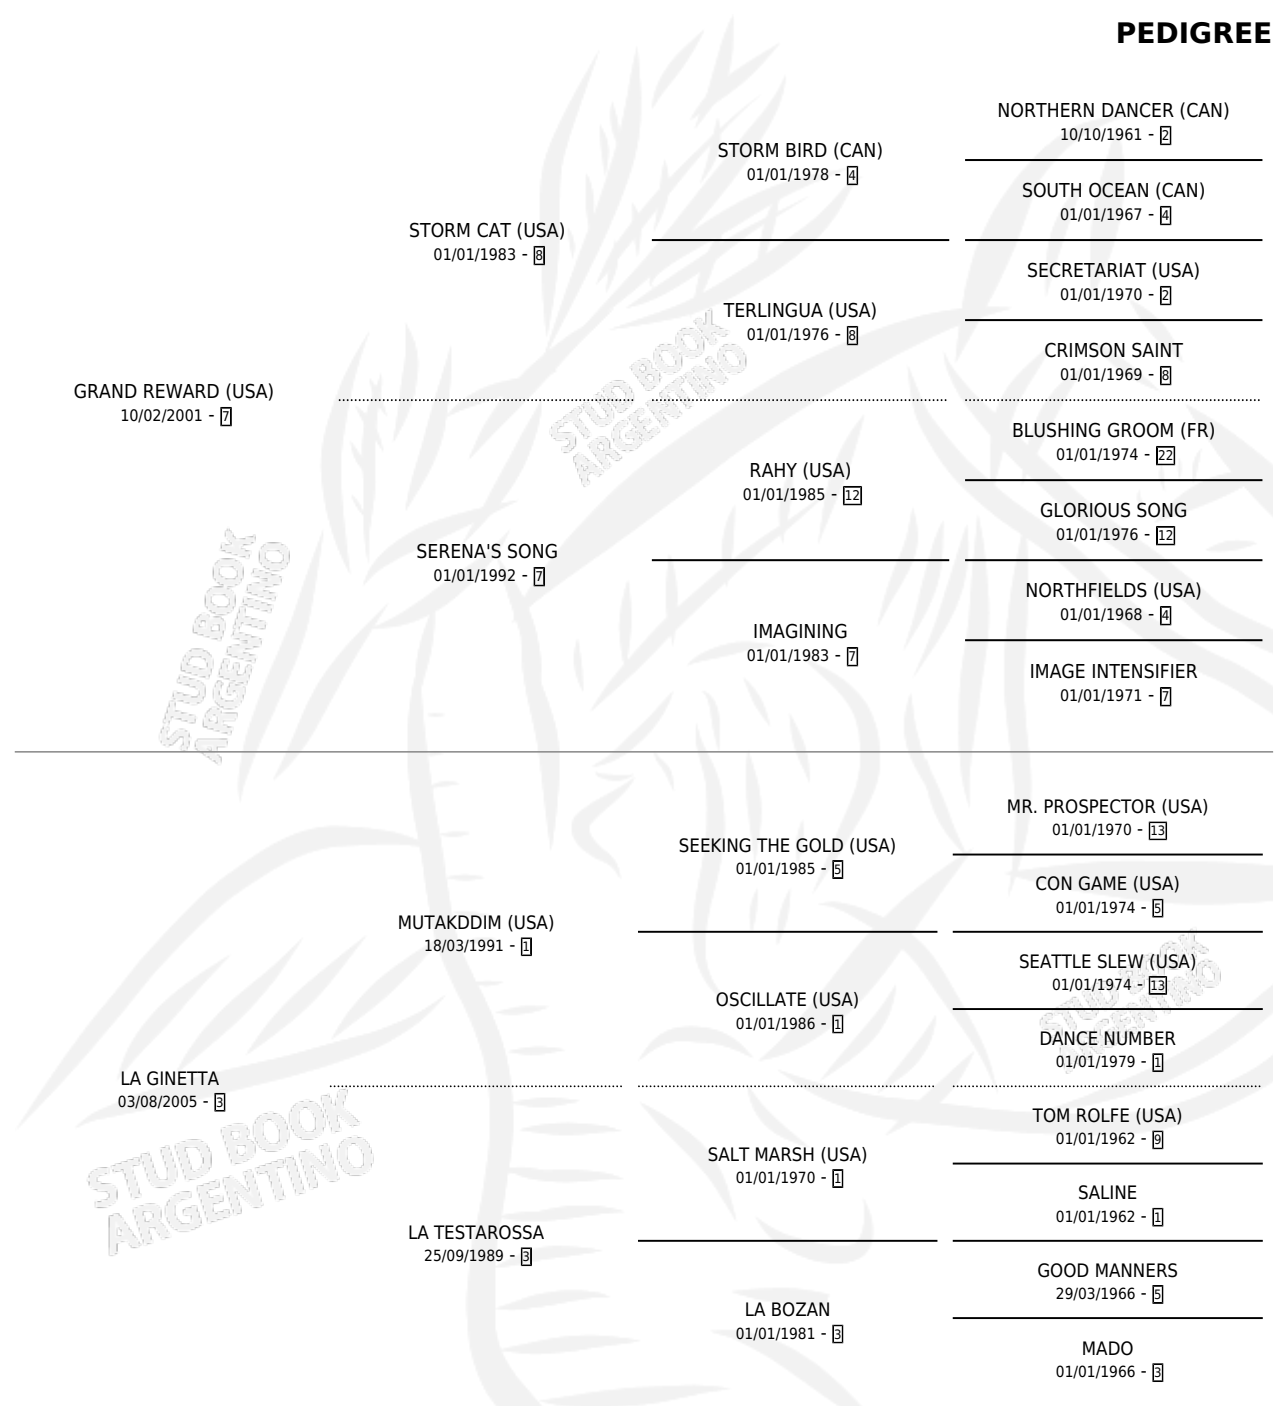 PEDIGREE
NORTHERN DANCER (CAN)
10/10/1961 - 2
STORM BIRD (CAN)
01/01/1978 - 4
SOUTH OCEAN (CAN)
01/01/1967 - 4
STORM CAT (USA)
01/01/1983 - 8
SECRETARIAT (USA)
01/01/1970 - 2
TERLINGUA (USA)
01/01/1976 - 8
CRIMSON SAINT
01/01/1969 - 8
GRAND REWARD (USA)
10/02/2001 - 7
BLUSHING GROOM (FR)
01/01/1974 - 22
RAHY (USA)
01/01/1985 - 12
GLORIOUS SONG
01/01/1976 - 12
SERENA'S SONG
01/01/1992 - 7
NORTHFIELDS (USA)
01/01/1968 - 4
IMAGINING
01/01/1983 - 7
IMAGE INTENSIFIER
01/01/1971 - 7
MR. PROSPECTOR (USA)
01/01/1970 - 13
SEEKING THE GOLD (USA)
01/01/1985 - 5
CON GAME (USA)
01/01/1974 - 5
MUTAKDDIM (USA)
18/03/1991 - 1
SEATTLE SLEW (USA)
01/01/1974 - 13
OSCILLATE (USA)
01/01/1986 - 1
DANCE NUMBER
01/01/1979 - 1
LA GINETTA
03/08/2005 - 3
TOM ROLFE (USA)
01/01/1962 - 9
SALT MARSH (USA)
01/01/1970 - 1
SALINE
01/01/1962 - 1
LA TESTAROSSA
25/09/1989 - 3
GOOD MANNERS
29/03/1966 - 5
LA BOZAN
01/01/1981 - 3
MADO
01/01/1966 - 3
STUD BOOK
ARGENTINO
STUD BOOK
ARGENTINO
STUD BOOK
ARGENTINO
STUD BOOK
ARGENTINO